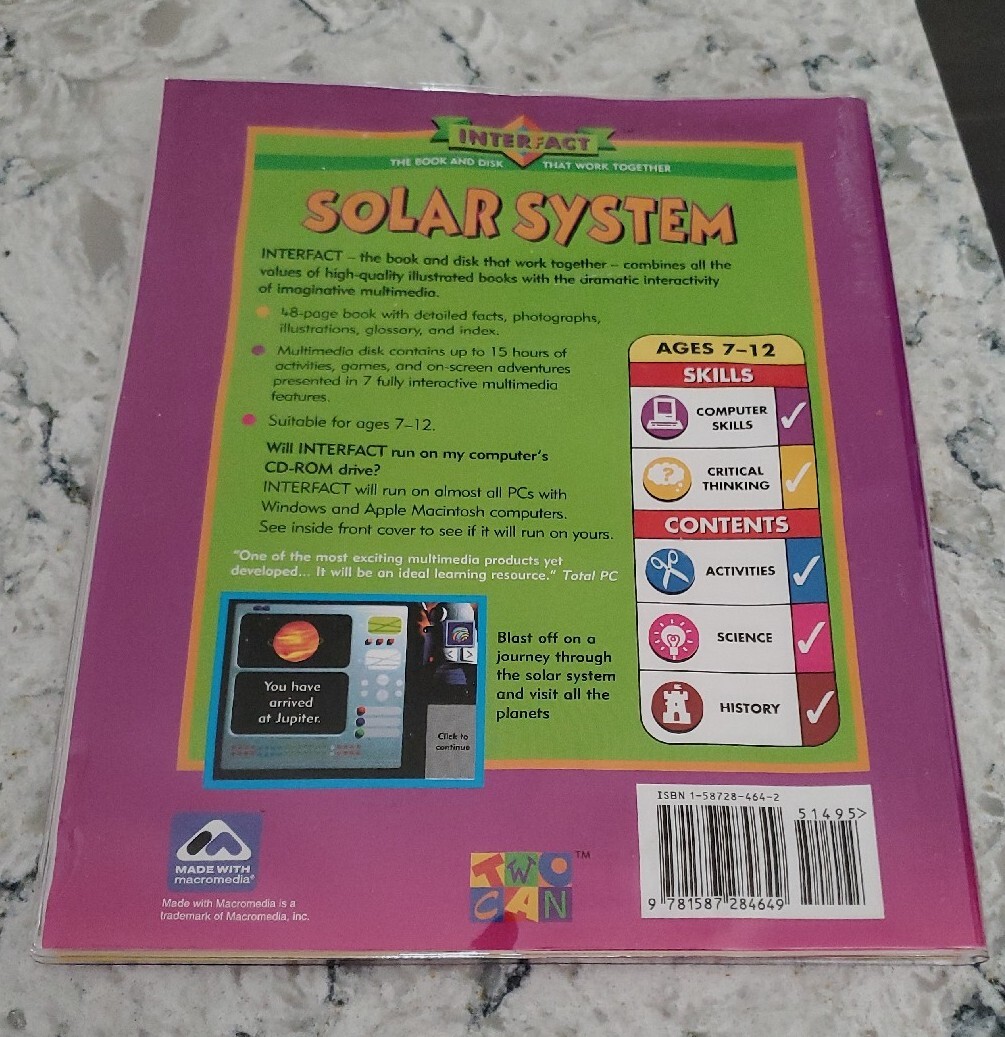 INTERFACT
THE BOOK AND DISK THAT WORK TOGETHER
SOLAR SYSTEM
INTERFACT – the book and disk that work together – combines all the
values of high-quality illustrated books with the dramatic interactivity
of imaginative multimedia.
48-page book with detailed facts, photographs,
illustrations, glossary, and index.
Multimedia disk contains up to 15 hours of
activities, games, and on-screen adventures
presented in 7 fully interactive multimedia
features.
Suitable for ages 7–12.
Will INTERFACT run on my computer's
CD-ROM drive?
INTERFACT will run on almost all PCs with
Windows and Apple Macintosh computers.
See inside front cover to see if it will run on yours.
"One of the most exciting multimedia products yet
developed... It will be an ideal learning resource." Total PC
You have
arrived
at Jupiter.
Click to
continue
Blast off on a
journey through
the solar system
and visit all the
planets
AGES 7–12
SKILLS
COMPUTER
SKILLS
CRITICAL
THINKING
CONTENTS
ACTIVITIES
SCIENCE
HISTORY
MADE WITH
macromedia®
Made with Macromedia is a
trademark of Macromedia, Inc.
TWO
CAN
™
ISBN 1-58728-464-2
51495>
9 781587 284649